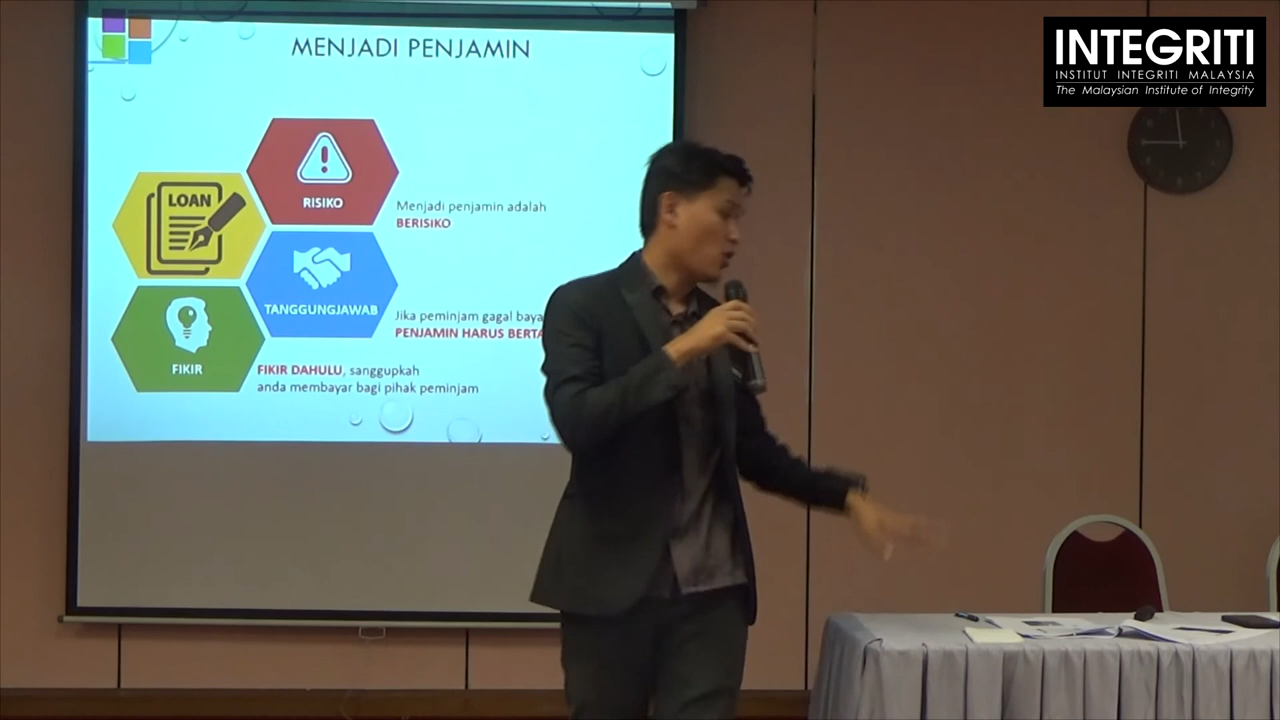 MENJADI PENJAMIN
LOAN
RISIKO
Menjadi penjamin adalah
BERISIKO
TANGGUNGJAWAB
Jika peminjam gagal baya
PENJAMIN HARUS BERTA
FIKIR
FIKIR DAHULU, sanggupkah
anda membayar bagi pihak peminjam
INTEGRITI
INSTITUT INTEGRITI MALAYSIA
The Malaysian Institute of Integrity